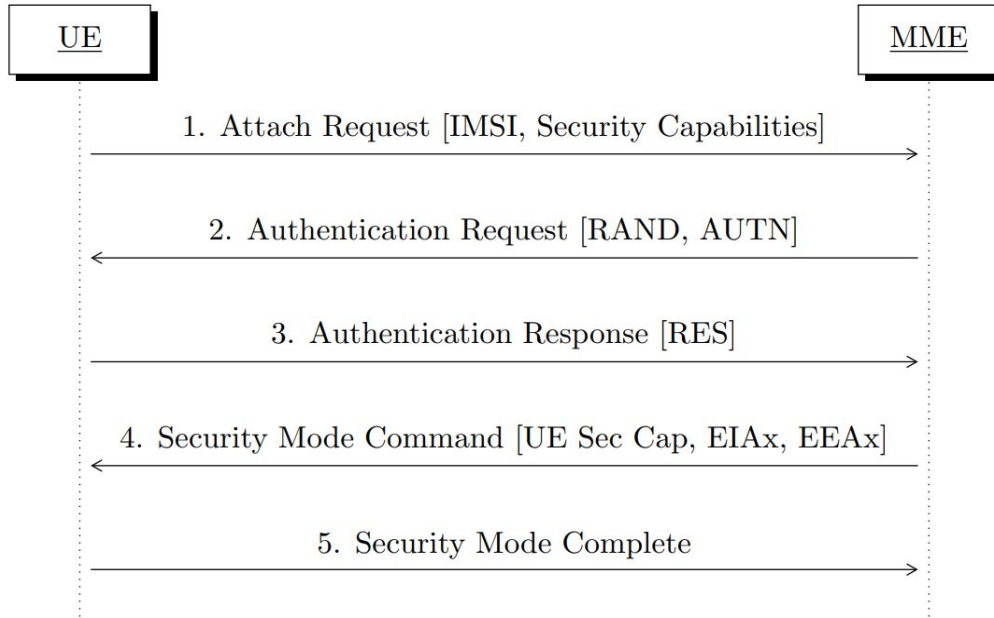 UE
MME
1. Attach Request [IMSI, Security Capabilities]
2. Authentication Request [RAND, AUTN]
3. Authentication Response [RES]
4. Security Mode Command [UE Sec Cap, EIAx, EEAx]
5. Security Mode Complete